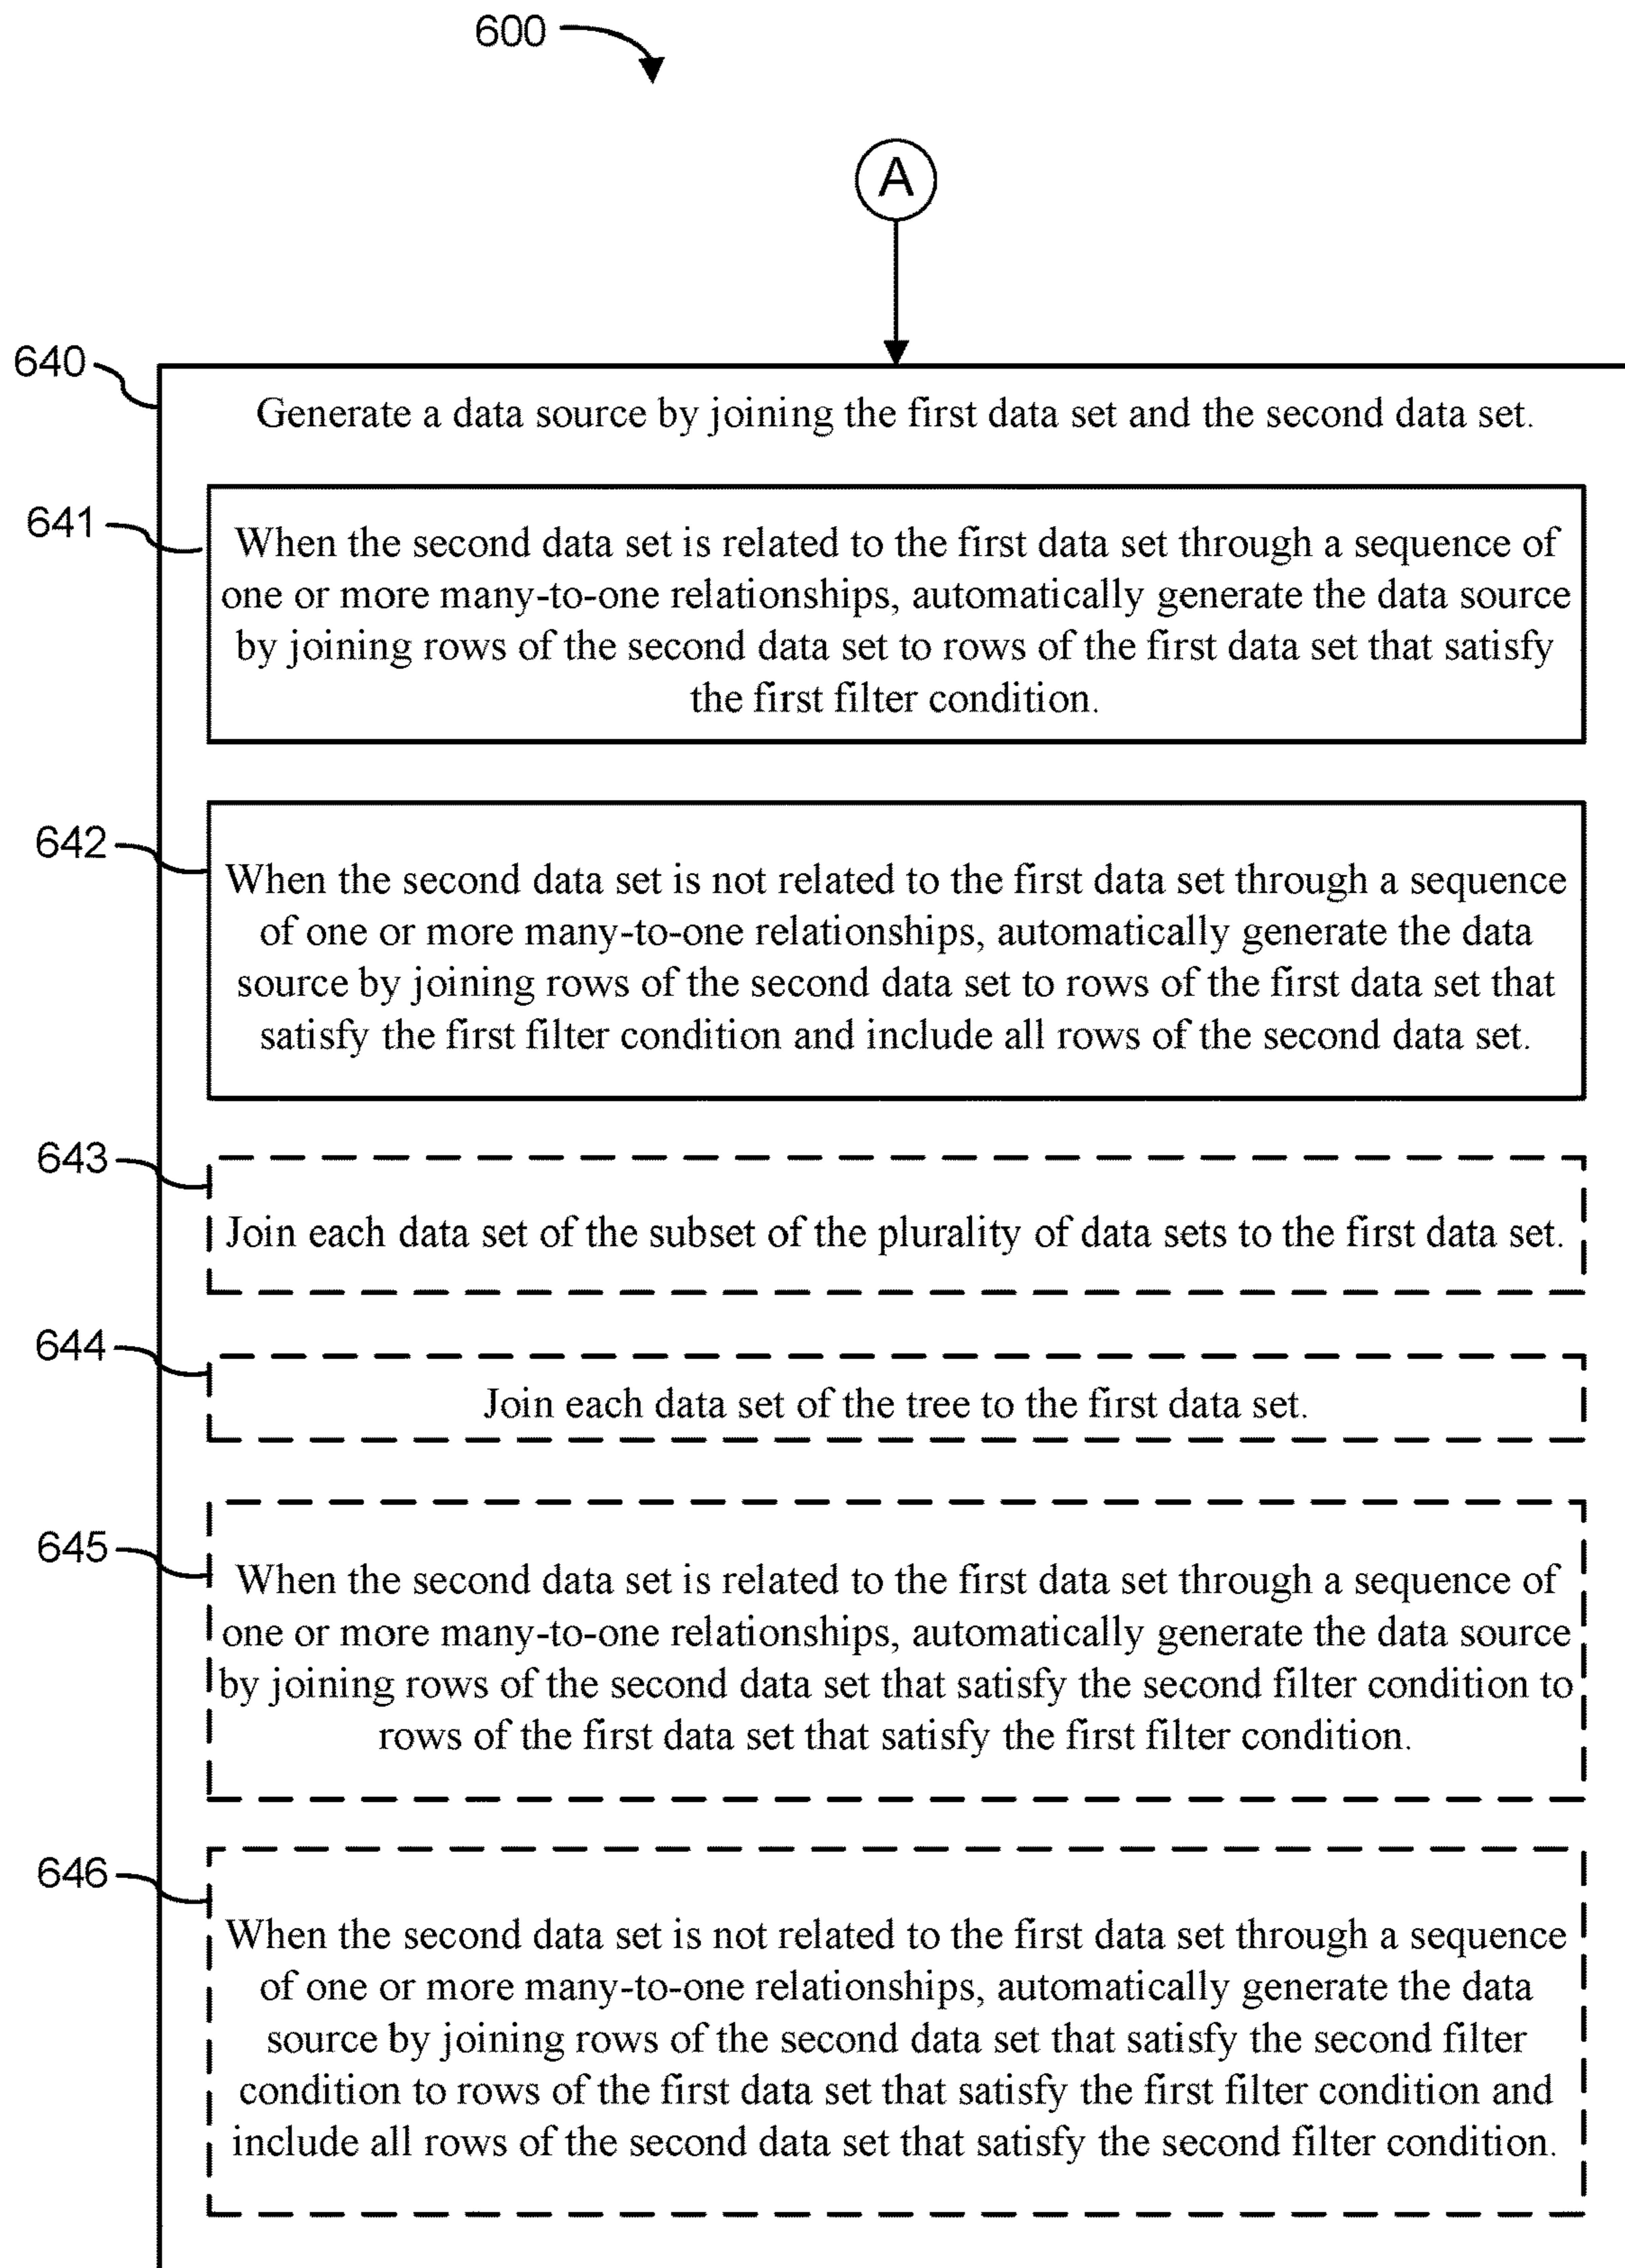 600
A
640
Generate a data source by joining the first data set and the second data set.
641
When the second data set is related to the first data set through a sequence of
one or more many-to-one relationships, automatically generate the data source
by joining rows of the second data set to rows of the first data set that satisfy
the first filter condition.
642
When the second data set is not related to the first data set through a sequence
of one or more many-to-one relationships, automatically generate the data
source by joining rows of the second data set to rows of the first data set that
satisfy the first filter condition and include all rows of the second data set.
643
Join each data set of the subset of the plurality of data sets to the first data set.
644
Join each data set of the tree to the first data set.
645
When the second data set is related to the first data set through a sequence of
one or more many-to-one relationships, automatically generate the data source
by joining rows of the second data set that satisfy the second filter condition to
rows of the first data set that satisfy the first filter condition.
646
When the second data set is not related to the first data set through a sequence
of one or more many-to-one relationships, automatically generate the data
source by joining rows of the second data set that satisfy the second filter
condition to rows of the first data set that satisfy the first filter condition and
include all rows of the second data set that satisfy the second filter condition.